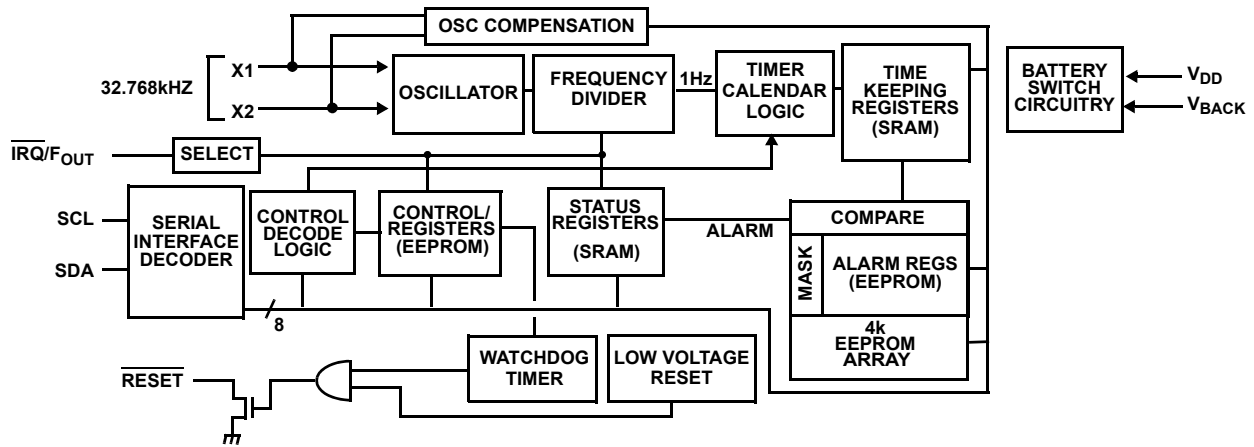 OSC COMPENSATION
32.768kHZ
X1
X2
OSCILLATOR
FREQUENCY
DIVIDER
1Hz
TIMER
CALENDAR
LOGIC
TIME
KEEPING
REGISTERS
(SRAM)
BATTERY
SWITCH
CIRCUITRY
VDD
VBACK
IRQ/FOUT
SELECT
SCL
SDA
SERIAL
INTERFACE
DECODER
CONTROL
DECODE
LOGIC
CONTROL/
REGISTERS
(EEPROM)
STATUS
REGISTERS
(SRAM)
ALARM
COMPARE
MASK
ALARM REGS
(EEPROM)
4k
EEPROM
ARRAY
8
WATCHDOG
TIMER
LOW VOLTAGE
RESET
RESET